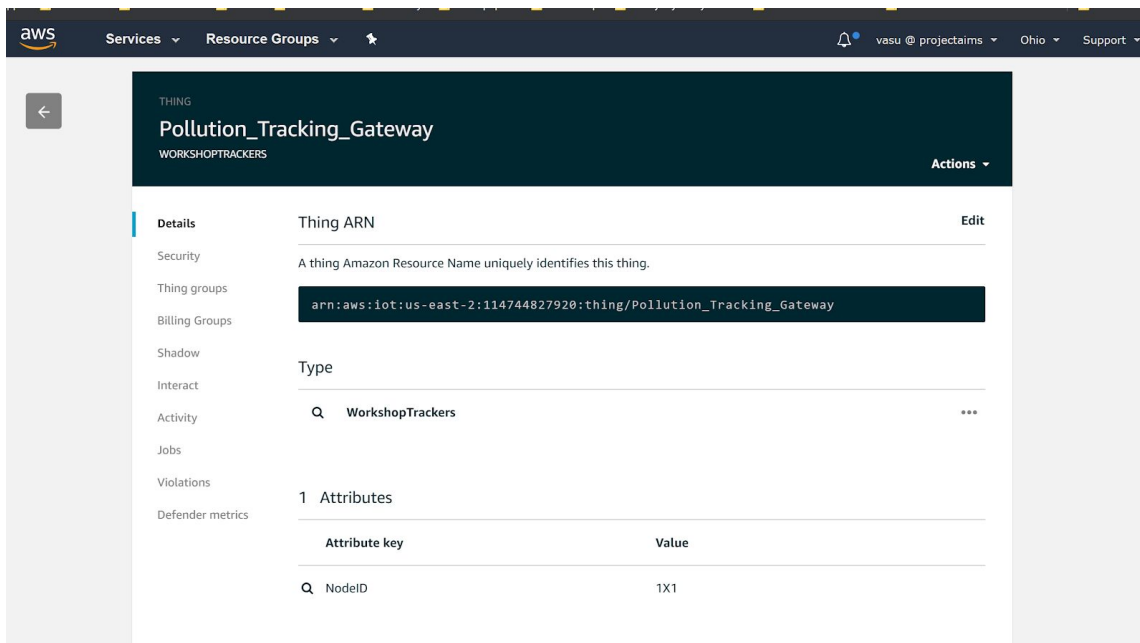 aws Services Resource Groups vasu @ projectaims Ohio Support
THING
Pollution_Tracking_Gateway
WORKSHOPTRACKERS
Actions
Details
Security
Thing groups
Billing Groups
Shadow
Interact
Activity
Jobs
Violations
Defender metrics
Thing ARN Edit
A thing Amazon Resource Name uniquely identifies this thing.
arn:aws:iot:us-east-2:114744827920:thing/Pollution_Tracking_Gateway
Type
WorkshopTrackers
1 Attributes
Attribute key Value
NodeID 1X1